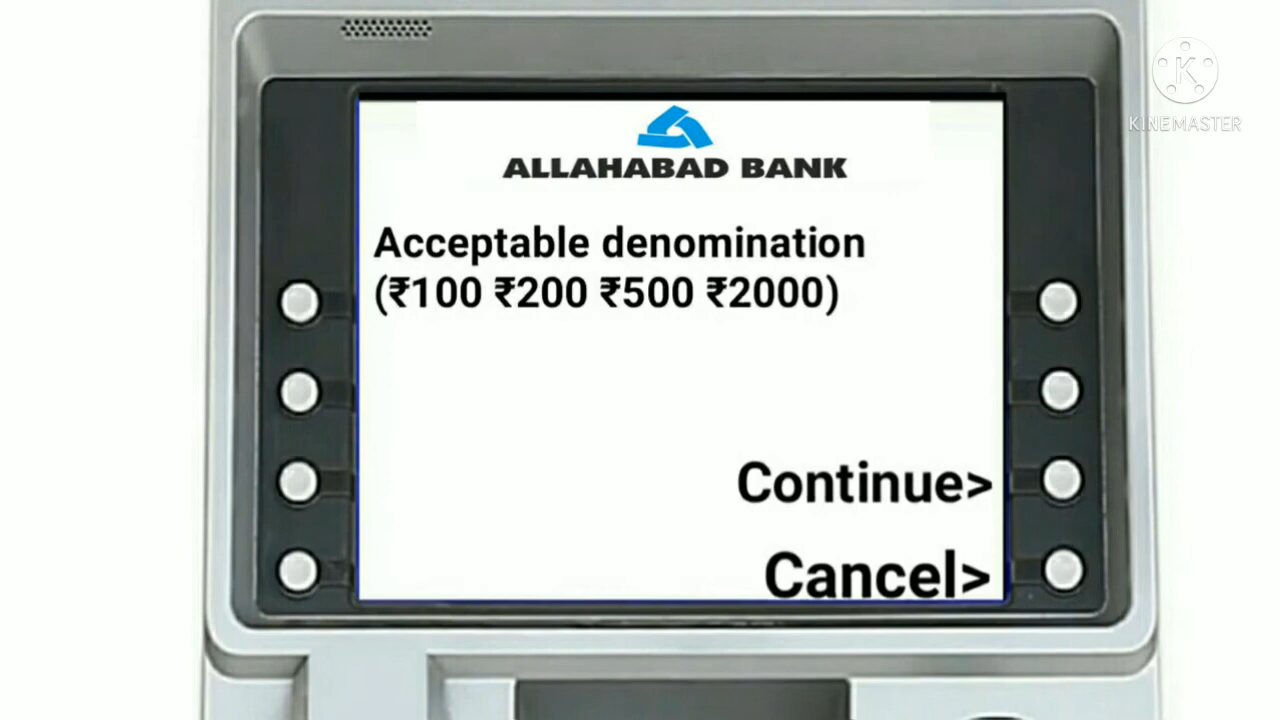 KINEMASTER
ALLAHABAD BANK
Acceptable denomination
(₹100 ₹200 ₹500 ₹2000)
Continue>
Cancel>